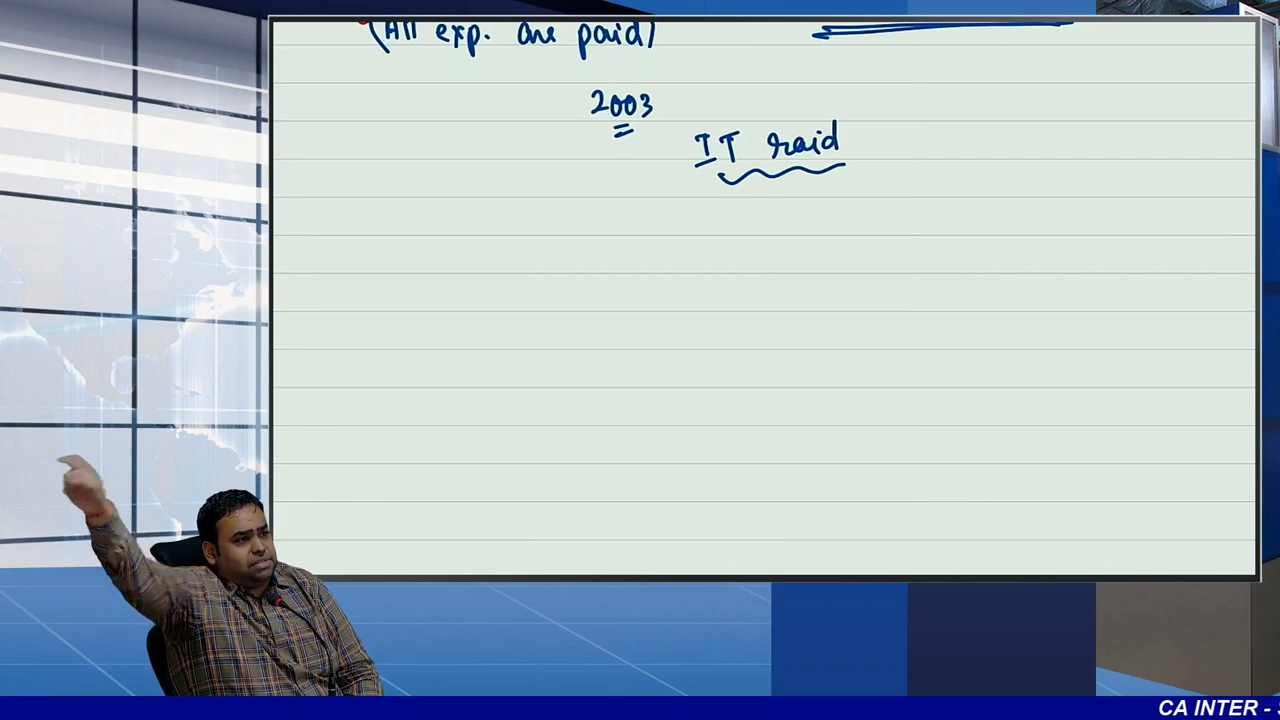 (All exp. are paid)
2003
IT raid
CA INTER -